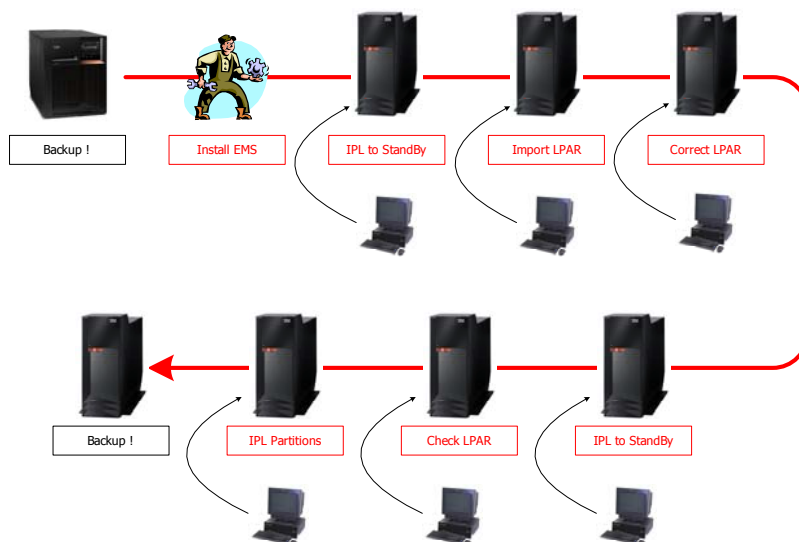 Backup !
Install EMS
IPL to StandBy
Import LPAR
Correct LPAR
Backup !
IPL Partitions
Check LPAR
IPL to StandBy